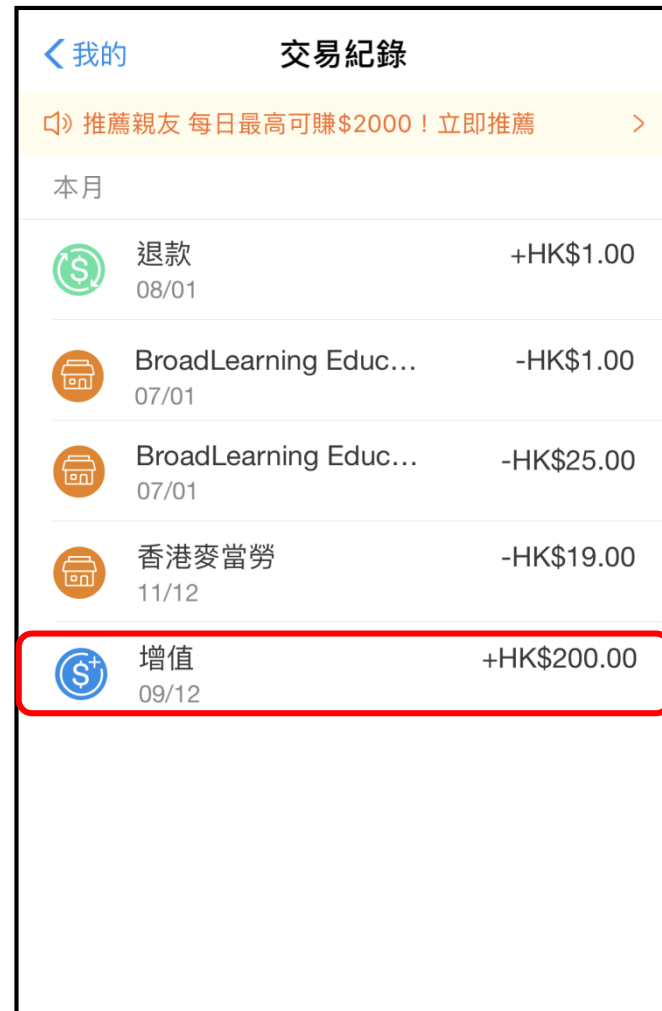 我的
交易紀錄
推薦親友 每日最高可賺$2000！立即推薦
本月
退款
+HK$1.00
08/01
BroadLearning Educ...
-HK$1.00
07/01
BroadLearning Educ...
-HK$25.00
07/01
香港麥當勞
-HK$19.00
11/12
增值
+HK$200.00
09/12